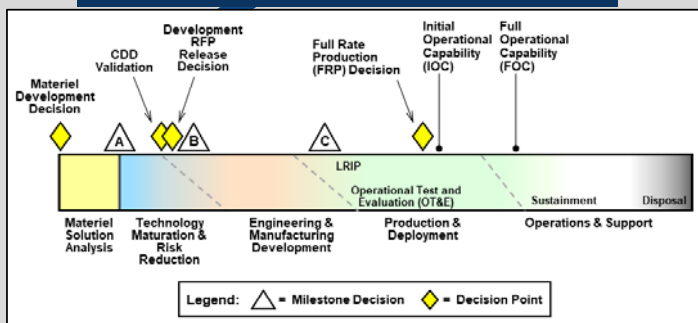 Materiel
Development
Decision
CDD
Validation
Development
RFP
Release
Decision
Full Rate
Production
(FRP) Decision
Initial
Operational
Capability
(IOC)
Full
Operational
Capability
(FOC)
A
B
C
LRIP
Operational Test and
Evaluation (OT&E)
Sustainment
Disposal
Materiel
Solution
Analysis
Technology
Maturation &
Risk
Reduction
Engineering &
Manufacturing
Development
Production &
Deployment
Operations & Support
Legend: = Milestone Decision = Decision Point